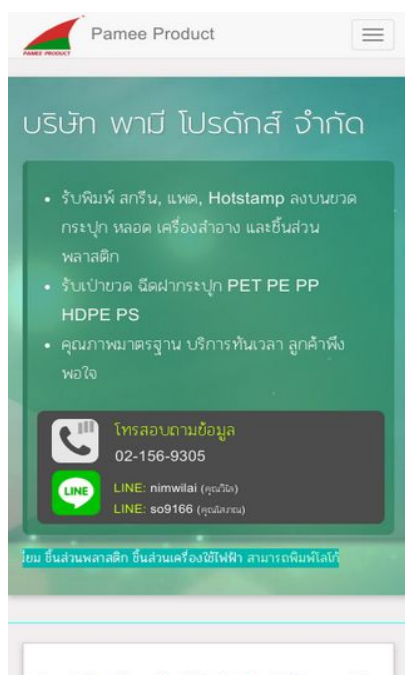 PAMEE PRODUCT
Pamee Product
บริษัท พามี โปรดักส์ จำกัด
รับพิมพ์ สกรีน, แพด, Hotstamp ลงบนขวด
กระปุก หลอด เครื่องสำอาง และชิ้นส่วน
พลาสติก
รับเป่าขวด ฉีดฝากระปุก PET PE PP
HDPE PS
คุณภาพมาตรฐาน บริการทันเวลา ลูกค้าพึง
พอใจ
โทรสอบถามข้อมูล
02-156-9305
LINE
LINE: nimwilai (คุณวิไล)
LINE: so9166 (คุณโสภณ)
ชิ้นส่วนพลาสติก ชิ้นส่วนเครื่องใช้ไฟฟ้า สามารถพิมพ์โลโก้